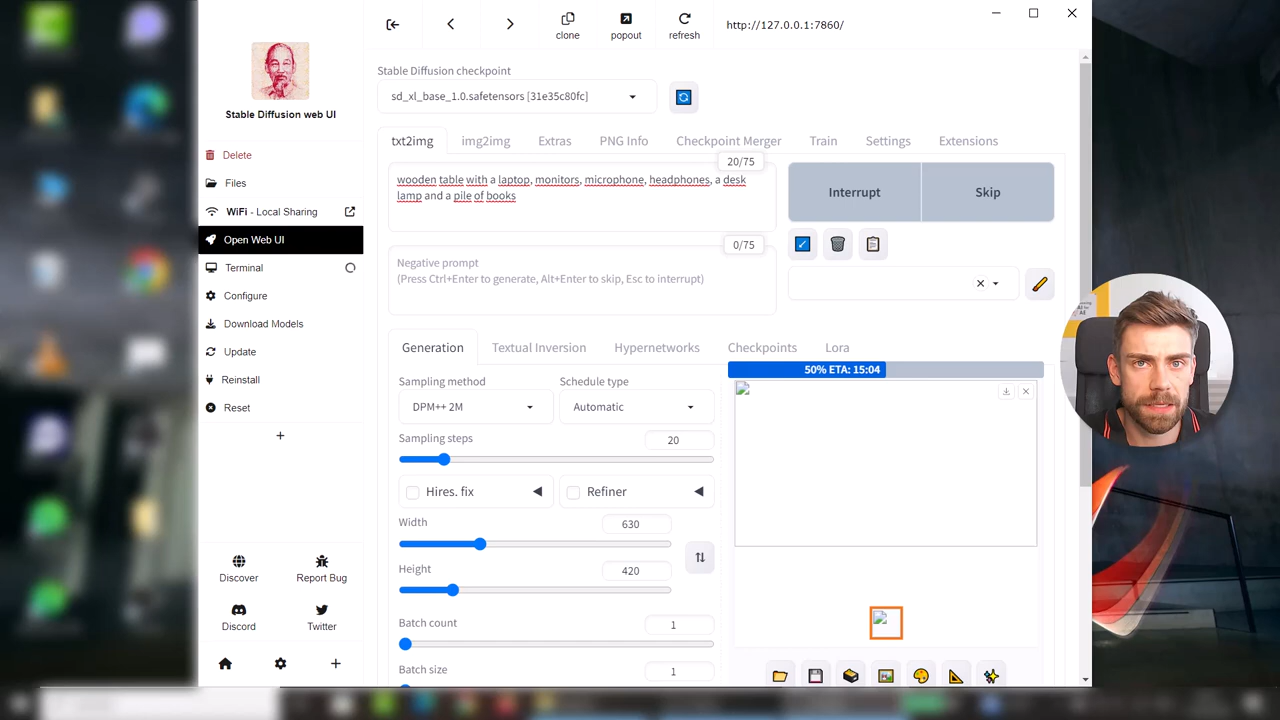 clone
popout
refresh
http://127.0.0.1:7860/
Stable Diffusion web UI
Delete
Files
WiFi - Local Sharing
Open Web UI
Terminal
Configure
Download Models
Update
Reinstall
Reset
Discover
Report Bug
Discord
Twitter
Stable Diffusion checkpoint
sd_xl_base_1.0.safetensors [31e35c80fc]
txt2img
img2img
Extras
PNG Info
Checkpoint Merger
Train
Settings
Extensions
20/75
wooden table with a laptop, monitors, microphone, headphones, a desk
lamp and a pile of books
Interrupt
Skip
0/75
Negative prompt
(Press Ctrl+Enter to generate, Alt+Enter to skip, Esc to interrupt)
Generation
Textual Inversion
Hypernetworks
Checkpoints
Lora
50% ETA: 15:04
Sampling method
Schedule type
DPM++ 2M
Automatic
Sampling steps
20
Hires. fix
Refiner
Width
630
Height
420
Batch count
1
Batch size
1